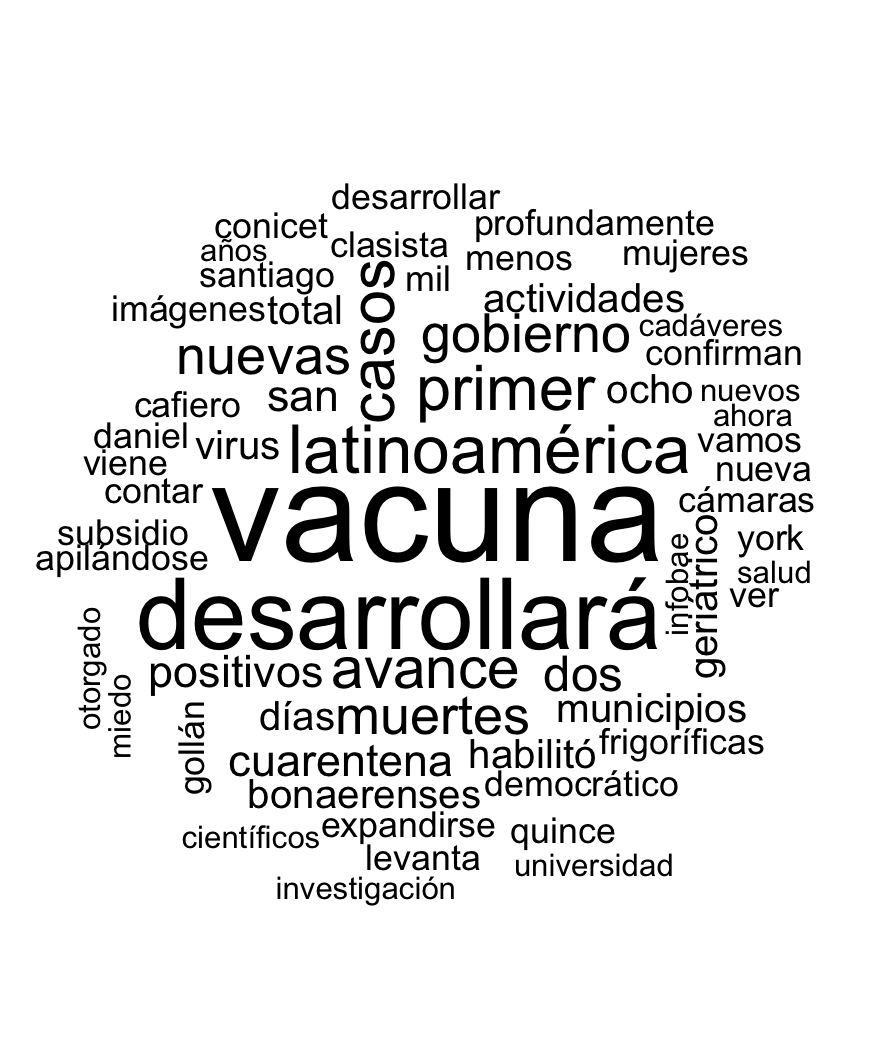 desarrollar
conicet
profundamente
años
clasista
menos
mujeres
santiago
mil
imágenes
total
casos
actividades
gobierno
cadáveres
confirman
nuevas
primer
ocho
nuevos
san
cafiero
ahora
daniel
virus
latinoamérica
vamos
viene
nueva
contar
vacuna
cámaras
subsidio
apilándose
york
infobae
geriátrico
salud
ver
desarrollará
otorgado
miedo
positivos
avance
dos
gollán
días
muertes
municipios
cuarentena
habilitó
frigoríficas
bonaerenses
democrático
científicos
expandirse
quince
levanta
universidad
investigación